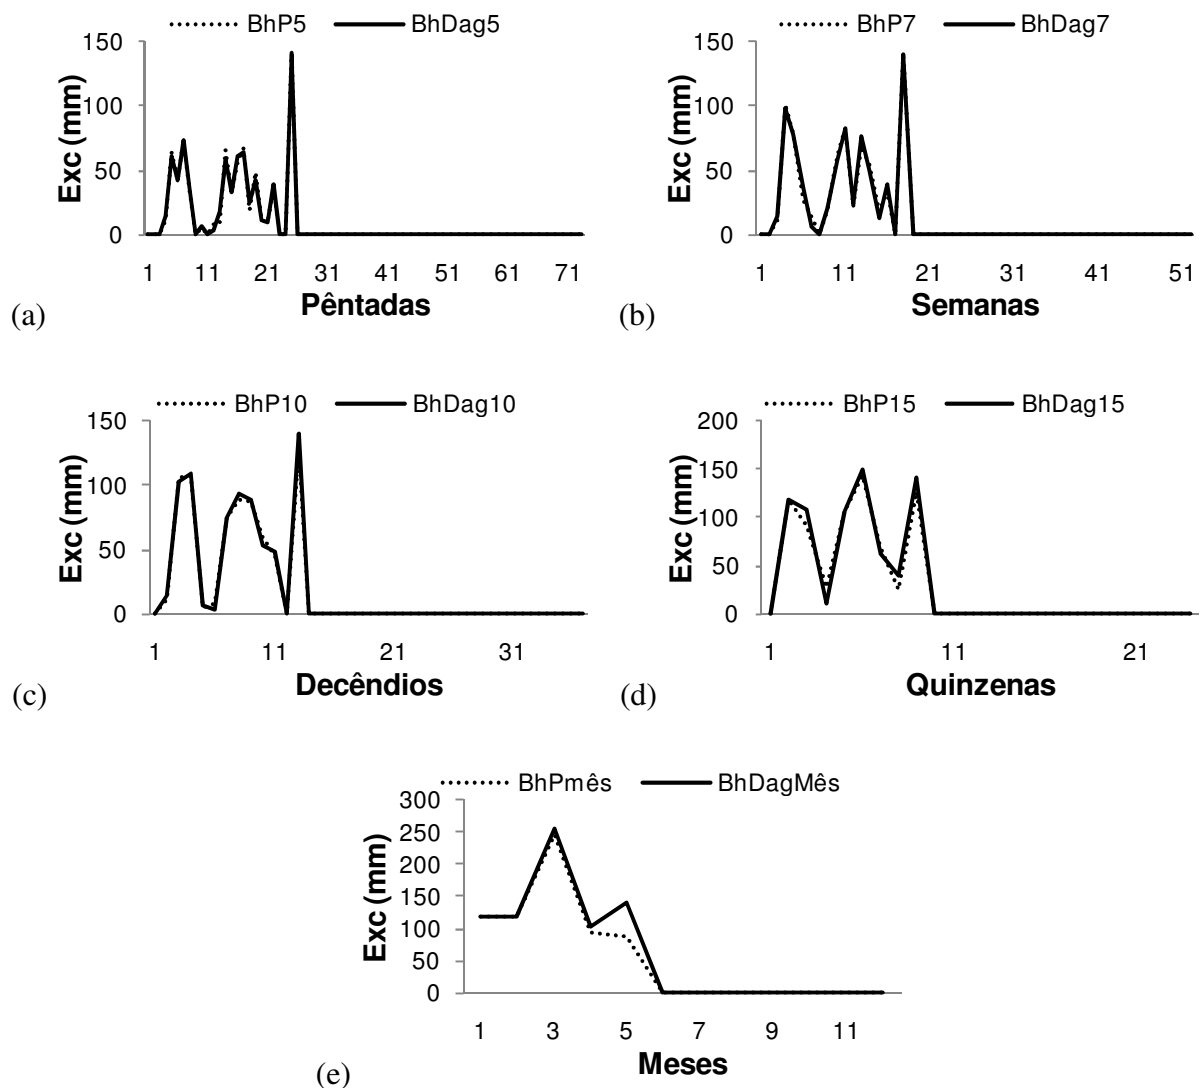 BhP5 BhDag5
150
100
50
0
Exc (mm)
1 11 21 31 41 51 61 71
Pêntadas
(a)
BhP7 BhDag7
150
100
50
0
Exc (mm)
1 11 21 31 41 51
Semanas
(b)
BhP10 BhDag10
150
100
50
0
Exc (mm)
1 11 21 31
Decêndios
(c)
BhP15 BhDag15
200
150
100
50
0
Exc (mm)
1 11 21
Quinzenas
(d)
BhPmês BhDagMês
300
250
200
150
100
50
0
Exc (mm)
1 3 5 7 9 11
Meses
(e)